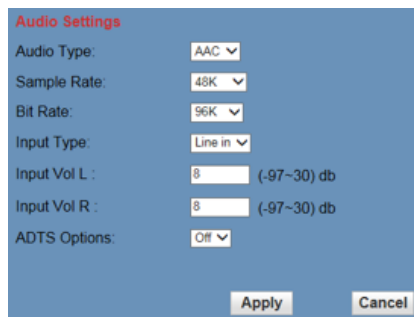 Audio Settings
Audio Type: AAC
Sample Rate: 48K
Bit Rate: 96K
Input Type: Line in
Input Vol L : 8 (-97~30) db
Input Vol R : 8 (-97~30) db
ADTS Options: Off
Apply Cancel